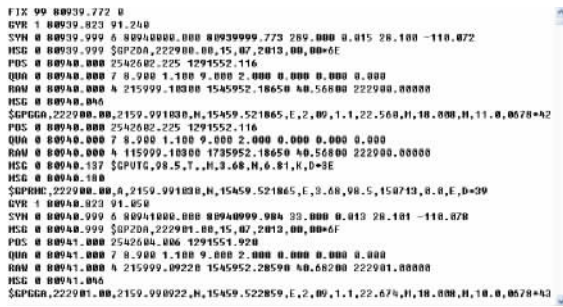 FIX 99 80939.772 0
GYR 1 80939.823 91.240
SYN 0 80939.999 6 80940000.000 80939999.773 289.000 0.015 28.100 -110.072
MSG 0 80939.999 $GPZDA,222900.00,15,07,2013,00,00*6E
POS 0 80940.000 2542602.225 1291552.116
QUA 0 80940.000 7 8.900 1.100 9.000 2.000 0.000 0.000 0.000
RAW 0 80940.000 4 215999.10300 1545952.18650 40.56800 222900.00000
MSG 0 80940.046
$GPGGA,222900.00,2159.991030,N,15459.521865,E,2,09,1.1,22.568,M,18.008,M,11.0,0678*42
POS 0 80940.000 2542602.225 1291552.116
QUA 0 80940.000 7 8.900 1.100 9.000 2.000 0.000 0.000 0.000
RAW 0 80940.000 4 115999.10300 1735952.18650 40.56800 222900.00000
MSG 0 80940.137 $GPVTG,98.5,T,,M,3.68,N,6.81,K,D*3E
MSG 0 80940.180
$GPRMC,222900.00,A,2159.991030,N,15459.521865,E,3.68,98.5,150713,0.0,E,D*39
GYR 1 80940.823 91.050
SYN 0 80940.999 6 80941000.000 80940999.984 33.000 0.013 28.101 -110.078
MSG 0 80940.999 $GPZDA,222901.00,15,07,2013,00,00*6F
POS 0 80941.000 2542604.006 1291551.920
QUA 0 80941.000 7 8.900 1.100 9.000 2.000 0.000 0.000 0.000
RAW 0 80941.000 4 215999.09220 1545952.28590 40.68200 222901.00000
MSG 0 80941.046
$GPGGA,222901.00,2159.990922,N,15459.522859,E,2,09,1.1,22.674,M,18.008,M,10.0,0678*43